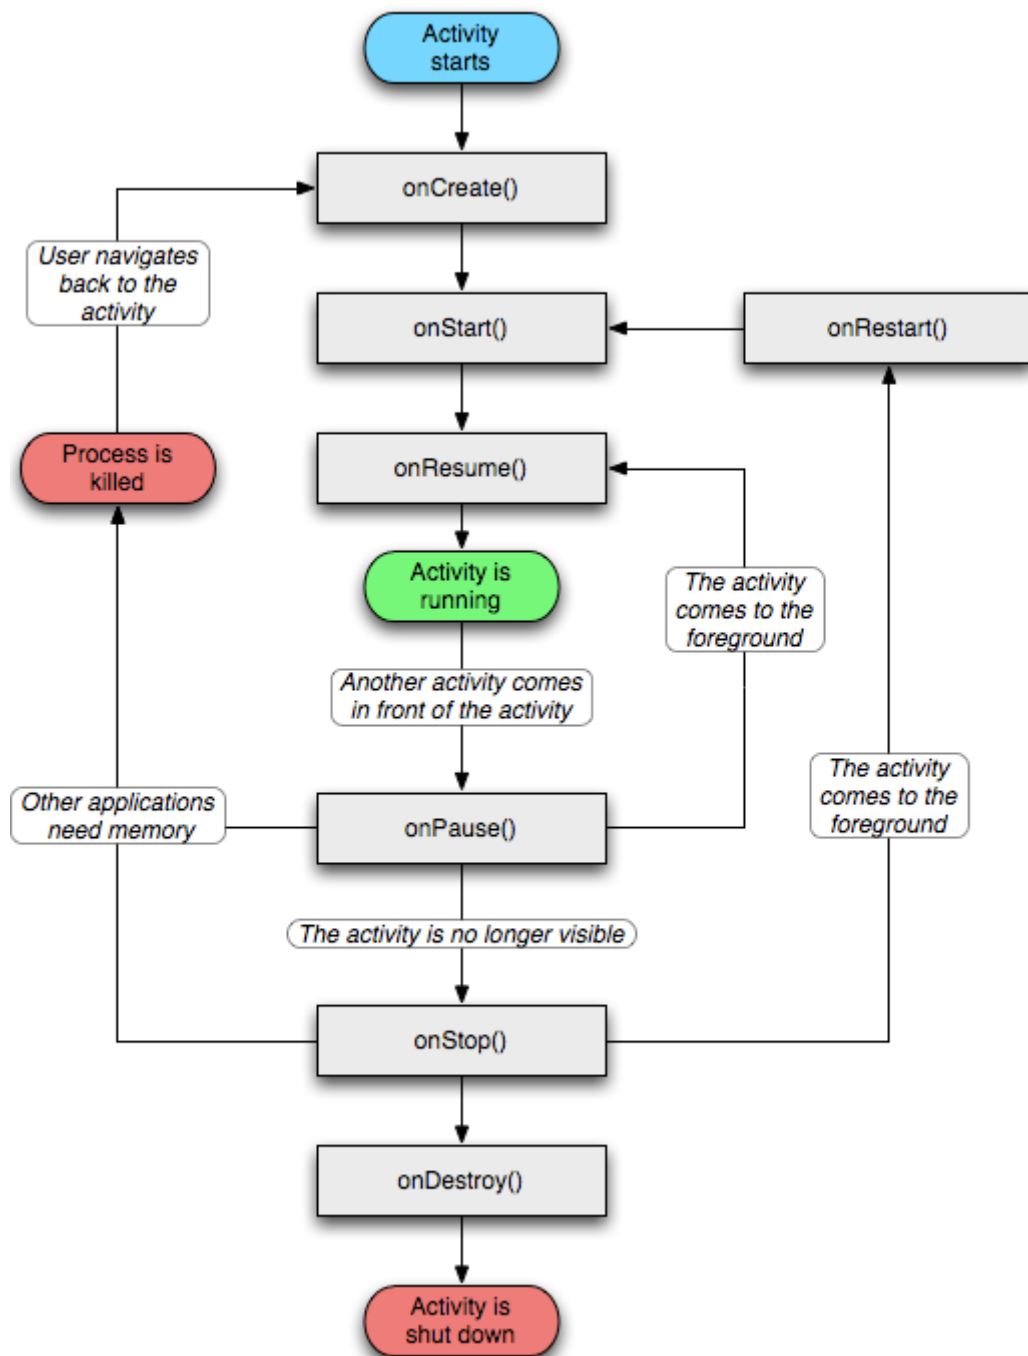 Activity
starts
onCreate()
User navigates
back to the
activity
onStart()
onRestart()
Process is
killed
onResume()
Activity is
running
The activity
comes to the
foreground
Another activity comes
in front of the activity
The activity
comes to the
foreground
Other applications
need memory
onPause()
The activity is no longer visible
onStop()
onDestroy()
Activity is
shut down